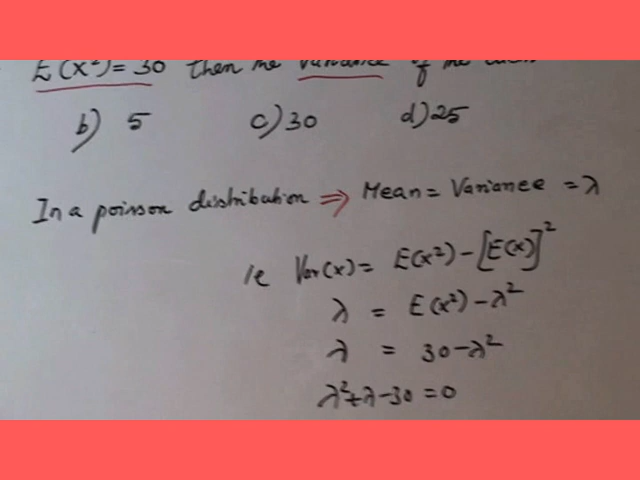 E(x²) = 30 then the variance of the
b) 5 c) 30 d) 25
In a poisson distribution ⇒ Mean = Variance = λ
ie Var(x) = E(x²) - [E(x)]²
λ = E(x²) - λ²
λ = 30 - λ²
λ² + λ - 30 = 0